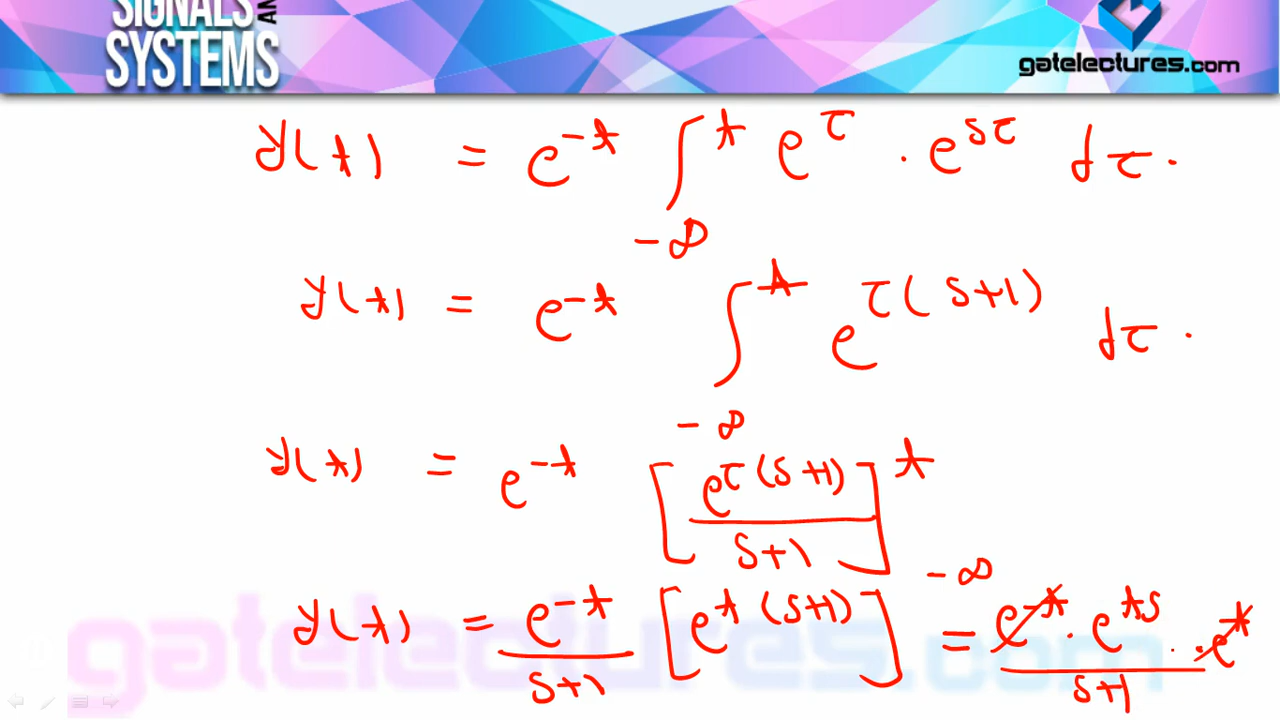 SIGNALS AND
SYSTEMS
gatelectures.com
y(t) = e^{-t} ∫_{-∞}^{t} e^{τ} · e^{sτ} dτ.
y(t) = e^{-t} ∫_{-∞}^{t} e^{τ(s+1)} dτ.
y(t) = e^{-t} [e^{τ(s+1)} / s+1]_{-∞}^{t}
y(t) = e^{-t} / s+1 [e^{t(s+1)}] = e^{-t} · e^{ts} · e^{t} / s+1
gatelectures.com